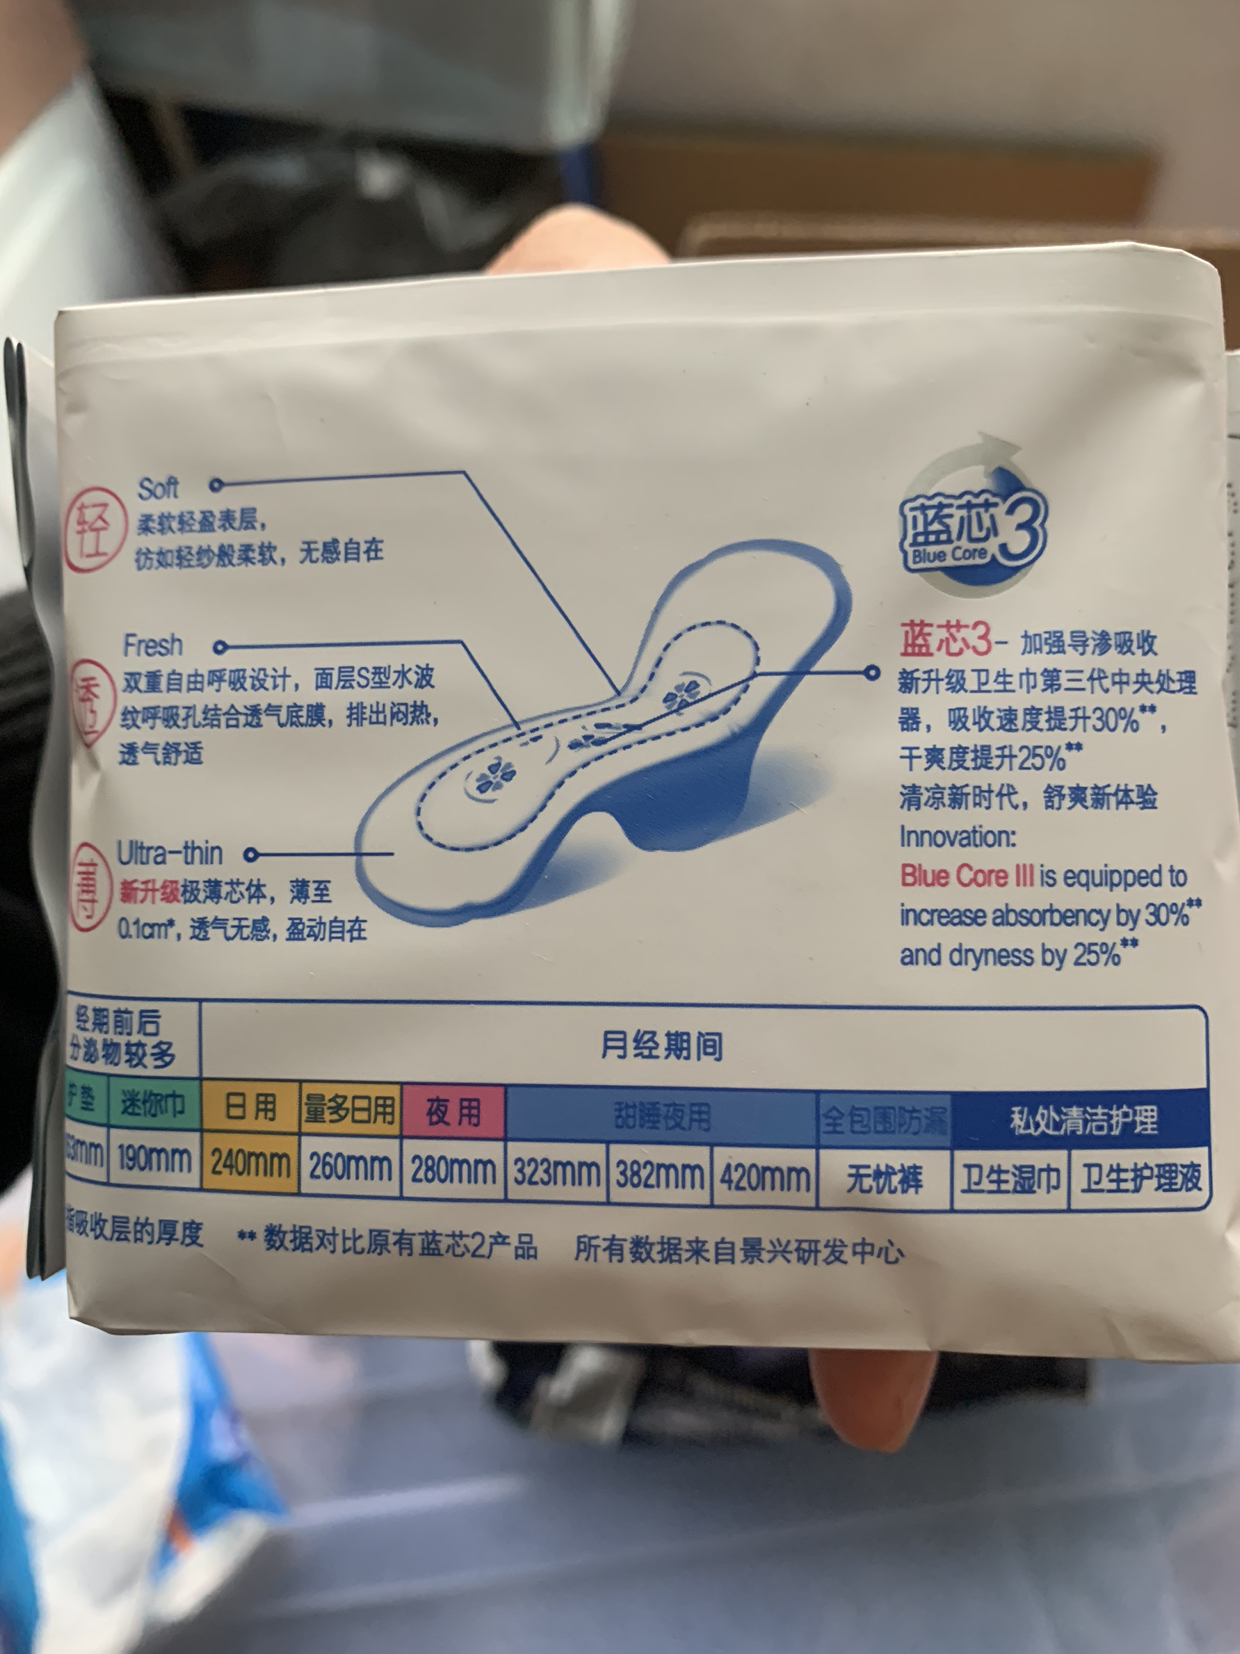 轻
Soft
柔软轻盈表层，
仿如轻纱般柔软，无感自在
透
Fresh
双重自由呼吸设计，面层S型水波
纹呼吸孔结合透气底膜，排出闷热，
透气舒适
薄
Ultra-thin
新升级极薄芯体，薄至
0.1cm*，透气无感，盈动自在
蓝芯3
Blue Core
蓝芯3- 加强导渗吸收
新升级卫生巾第三代中央处理
器，吸收速度提升30%**，
干爽度提升25%**
清凉新时代，舒爽新体验
Innovation:
Blue Core III is equipped to
increase absorbency by 30%**
and dryness by 25%**
经期前后
分泌物较多
月经期间
护垫 迷你巾 日用 量多日用 夜用 甜睡夜用 全包围防漏 私处清洁护理
3mm 190mm 240mm 260mm 280mm 323mm 382mm 420mm 无忧裤 卫生湿巾 卫生护理液
指吸收层的厚度 ** 数据对比原有蓝芯2产品 所有数据来自景兴研发中心